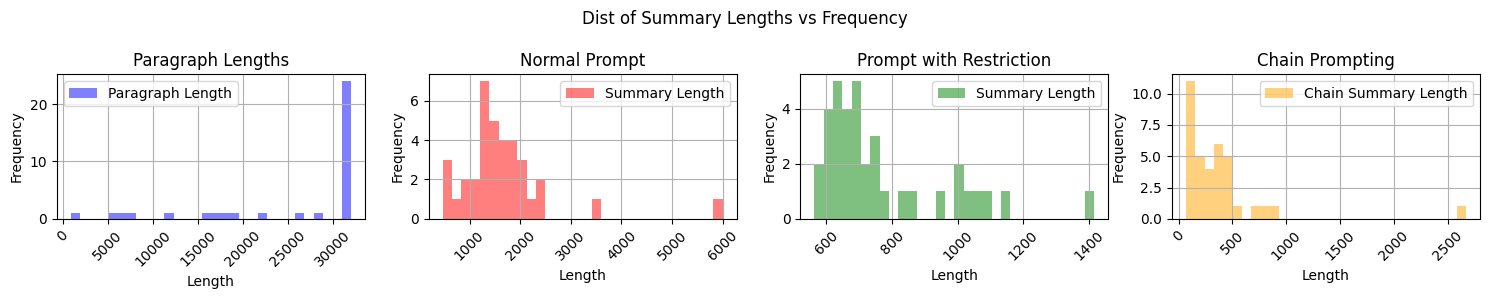 Dist of Summary Lengths vs Frequency
Paragraph Lengths
Paragraph Length
Frequency
20
10
0
0
5000
10000
15000
20000
25000
30000
Length
Normal Prompt
Summary Length
Frequency
6
4
2
0
1000
2000
3000
4000
5000
6000
Length
Prompt with Restriction
Summary Length
Frequency
4
2
0
600
800
1000
1200
1400
Length
Chain Prompting
Chain Summary Length
Frequency
10.0
7.5
5.0
2.5
0.0
0
500
1000
1500
2000
2500
Length